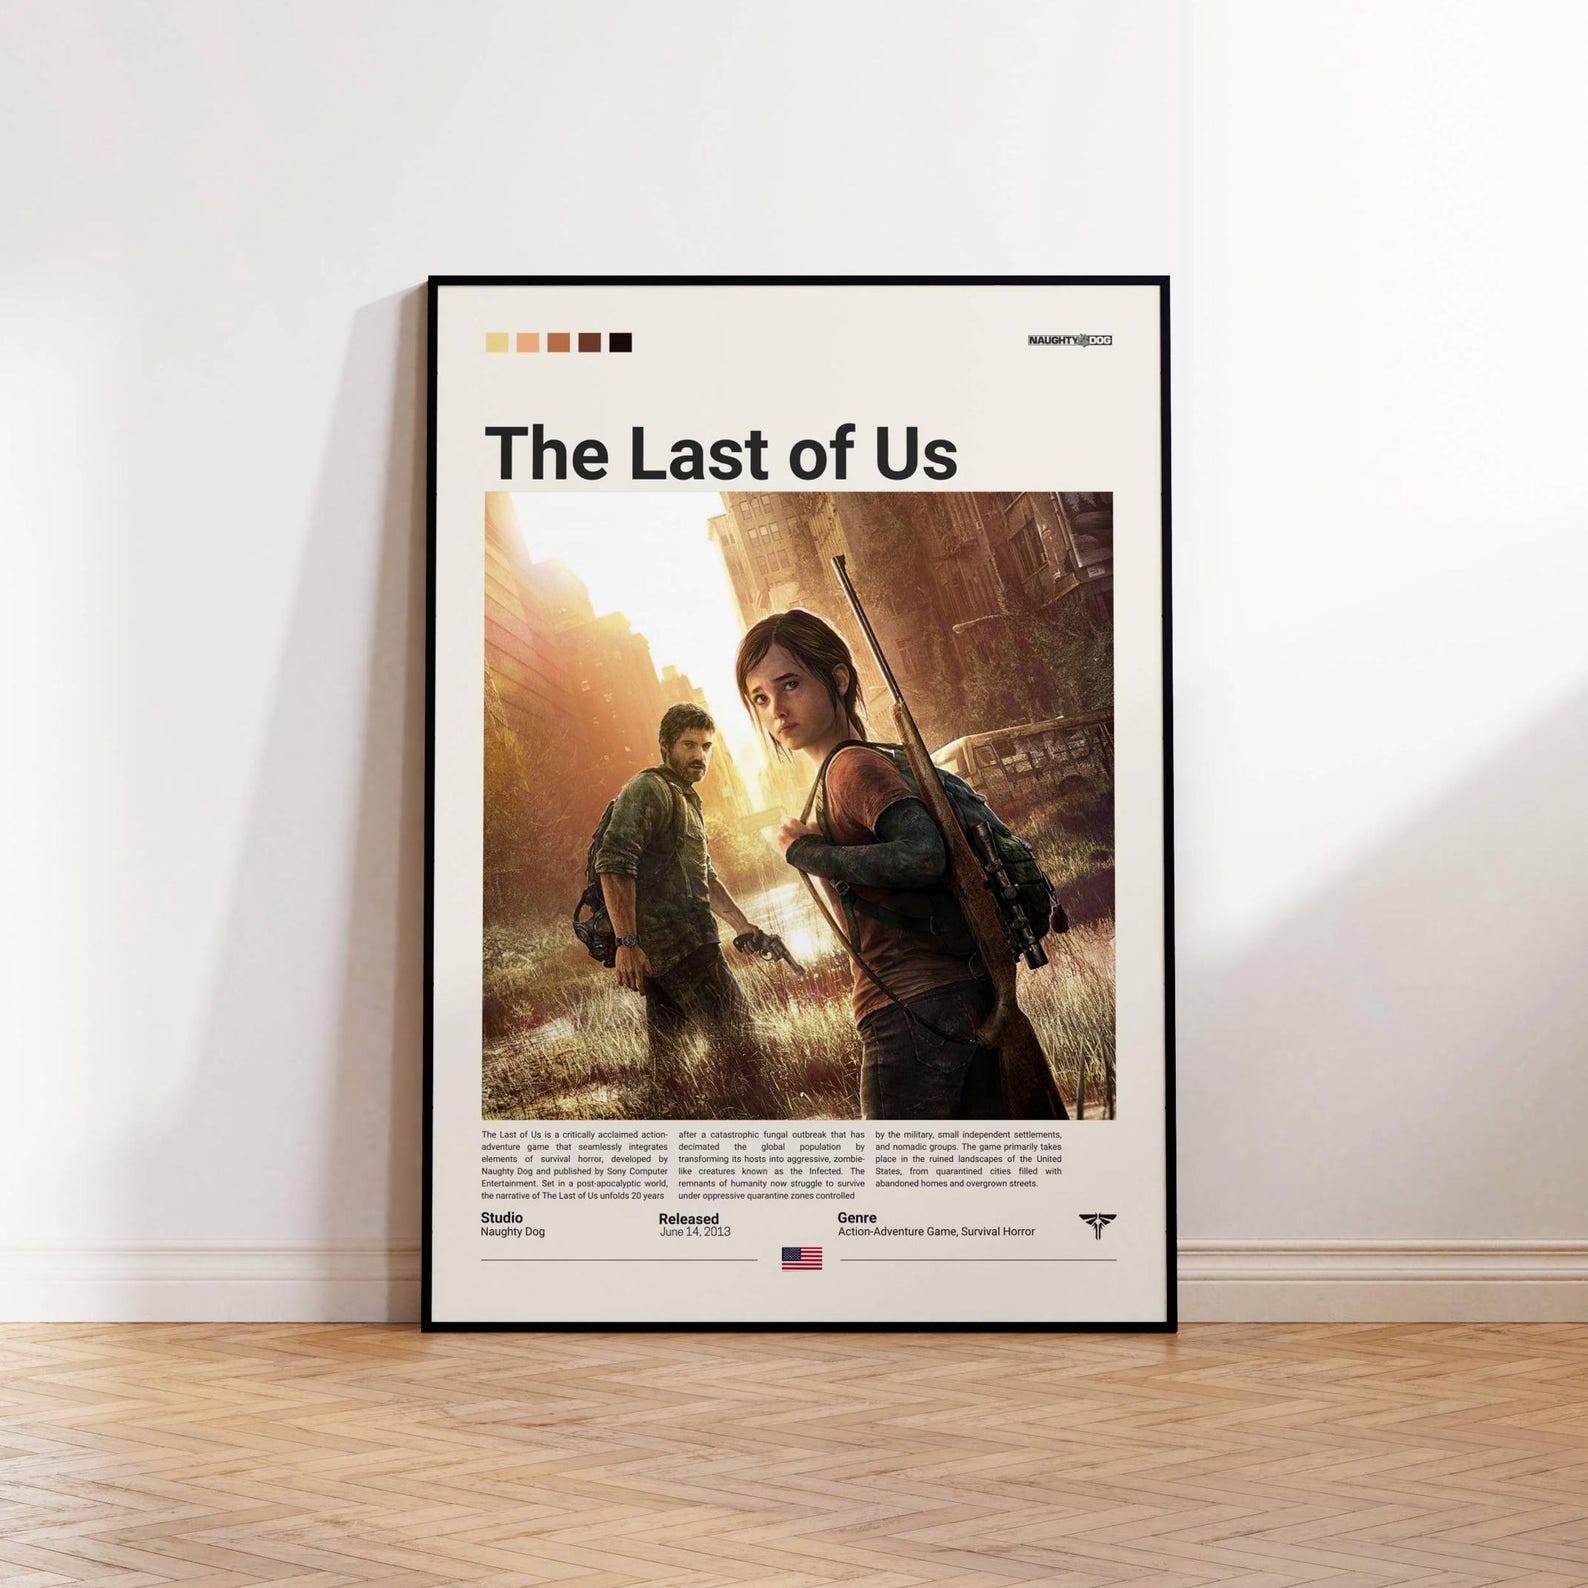 NAUGHTY DOG
The Last of Us
The Last of Us is a critically acclaimed action-
adventure game that seamlessly integrates
elements of survival horror, developed by
Naughty Dog and published by Sony Computer
Entertainment. Set in a post-apocalyptic world,
the narrative of The Last of Us unfolds 20 years
after a catastrophic fungal outbreak that has
decimated the global population by
transforming its hosts into aggressive, zombie-
like creatures known as the Infected. The
remnants of humanity now struggle to survive
under oppressive quarantine zones controlled
by the military, small independent settlements,
and nomadic groups. The game primarily takes
place in the ruined landscapes of the United
States, from quarantined cities filled with
abandoned homes and overgrown streets.
Studio
Naughty Dog
Released
June 14, 2013
Genre
Action-Adventure Game, Survival Horror